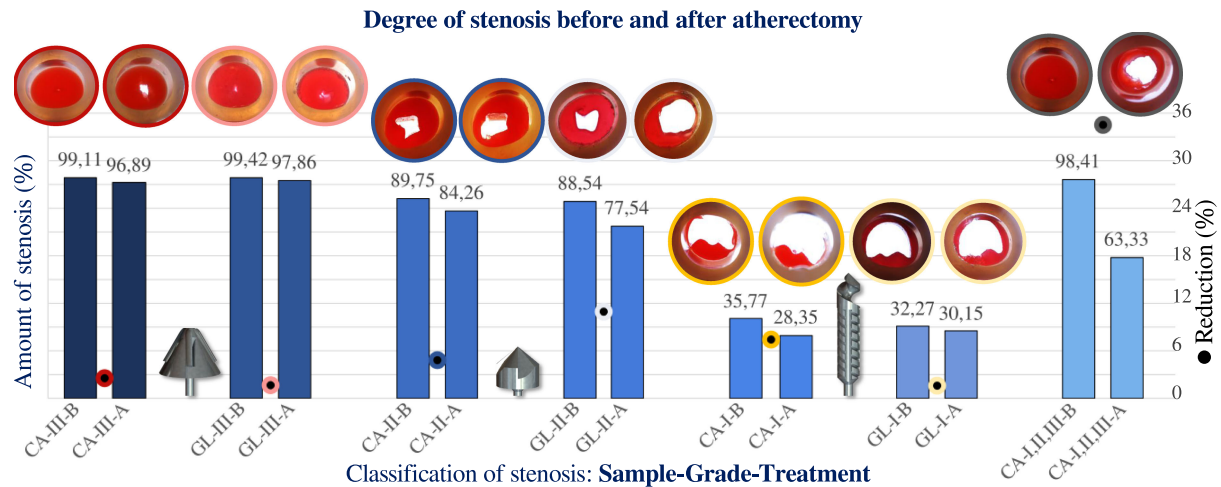 Degree of stenosis before and after atherectomy
Amount of stenosis (%)
99,11
96,89
99,42
97,86
89,75
84,26
88,54
77,54
35,77
28,35
32,27
30,15
98,41
63,33
36
30
24
18
12
6
0
Reduction (%)
CA-III-B
CA-III-A
GL-III-B
GL-III-A
CA-II-B
CA-II-A
GL-II-B
GL-II-A
CA-I-B
CA-I-A
GL-I-B
GL-I-A
CA-I,II,III-B
CA-I,II,III-A
Classification of stenosis: Sample-Grade-Treatment